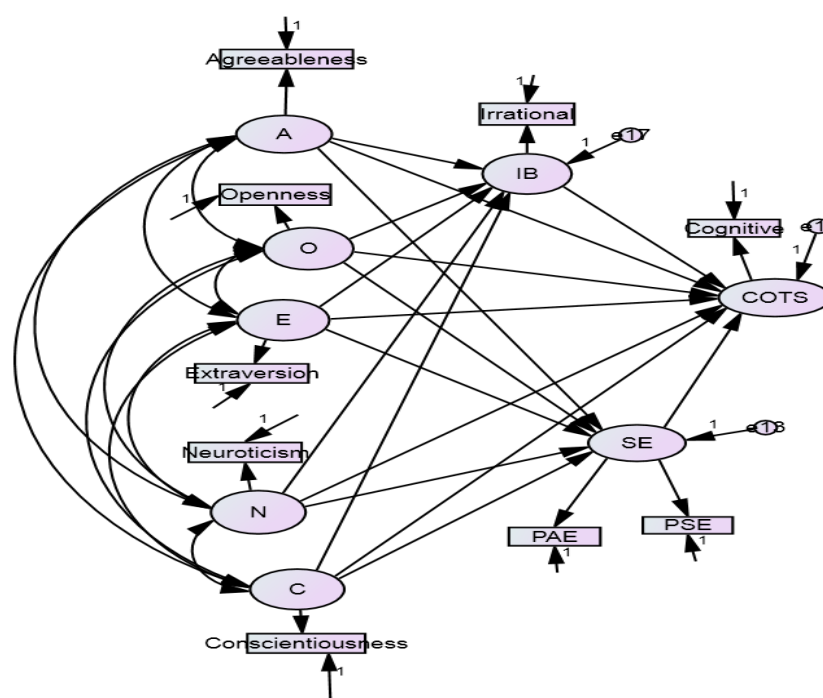 1
Agreeableness
A
1
Irrational
1
e17
IB
1
Openness
O
1
Cognitive
1
COTS
E
Extraversion
1
1
Neuroticism
N
SE
1
e18
PAE
1
PSE
1
C
Conscientiousness
1